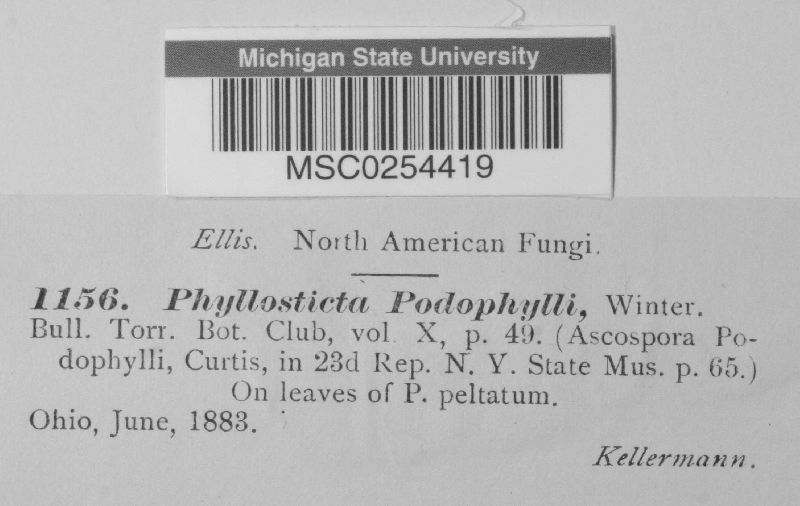 Michigan State University
MSC0254419
Ellis. North American Fungi.
1156. Phyllosticta Podophylli, Winter.
Bull. Torr. Bot. Club, vol. X, p. 49. (Ascospora Po-
dophylli, Curtis, in 23d Rep. N. Y. State Mus. p. 65.)
On leaves of P. peltatum.
Ohio, June, 1883.
Kellermann.